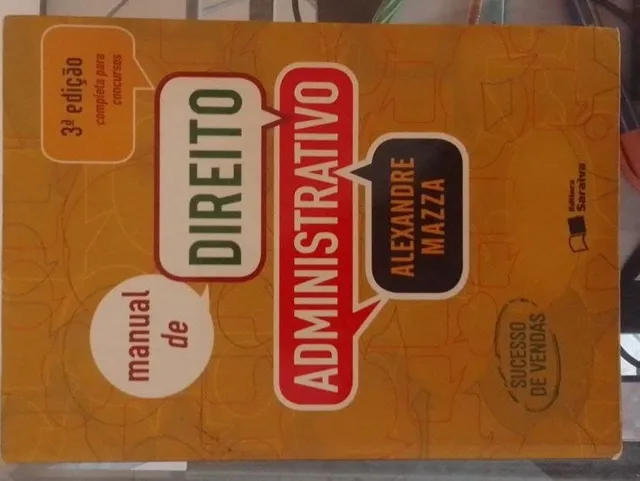 3ª edição
completa para
concursos
manual
de
DIREITO
ADMINISTRATIVO
ALEXANDRE
MAZZA
SUCESSO
DE VENDAS
Editora
Saraiva